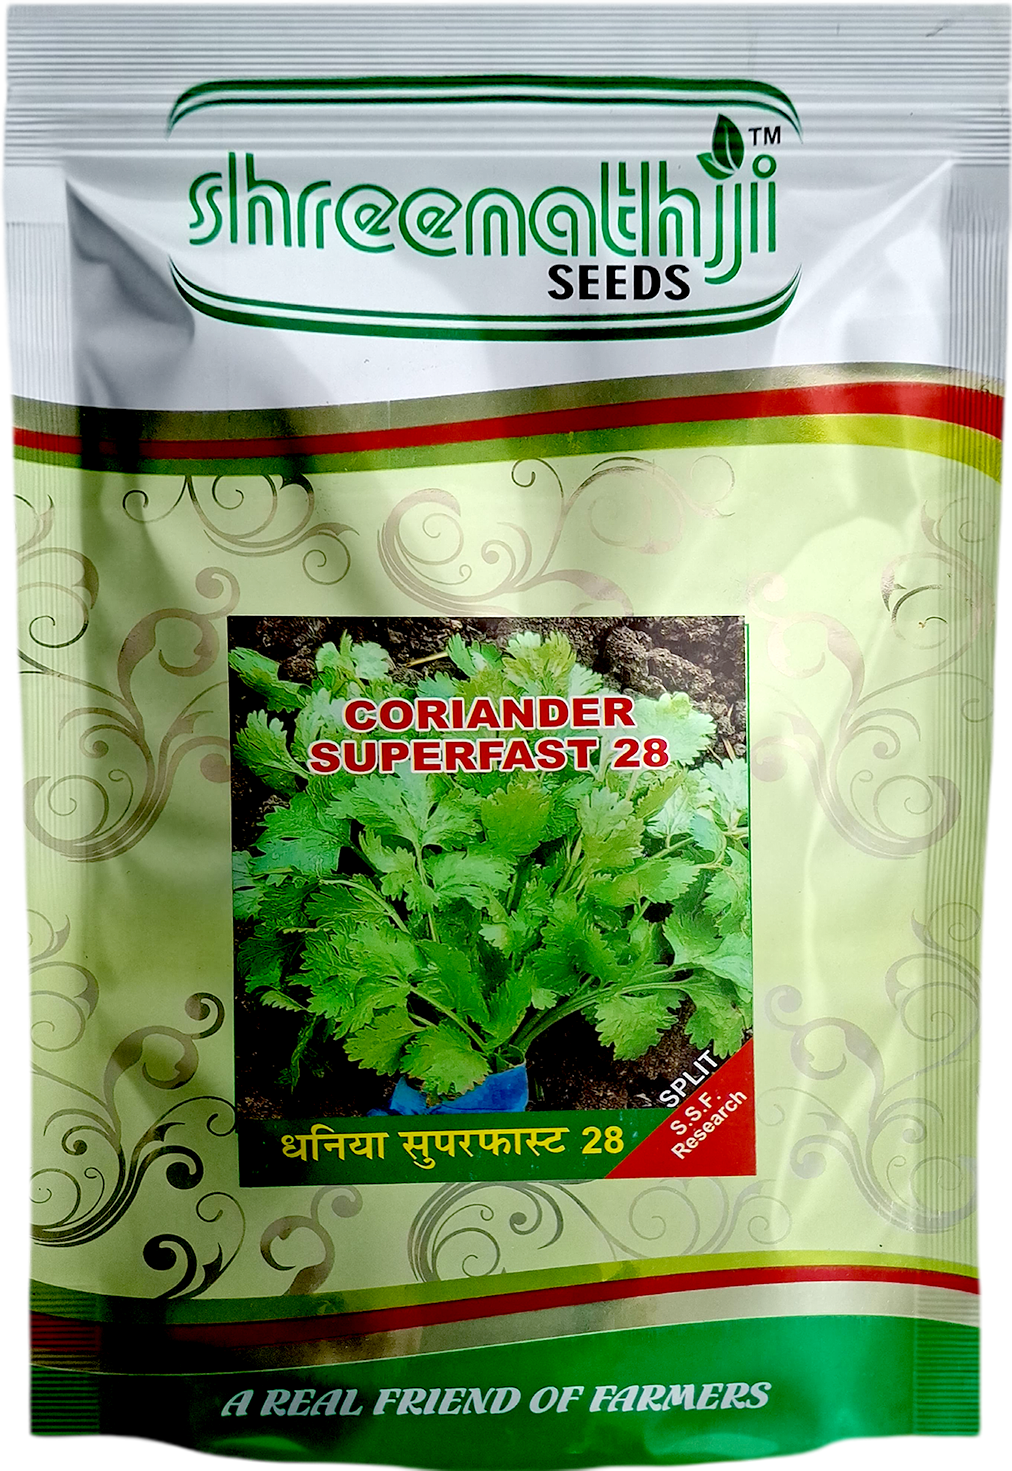 shreenathji TM
SEEDS
CORIANDER
SUPERFAST 28
SPLIT
S.S.F.
Research
धनिया सुपरफास्ट 28
A REAL FRIEND OF FARMERS